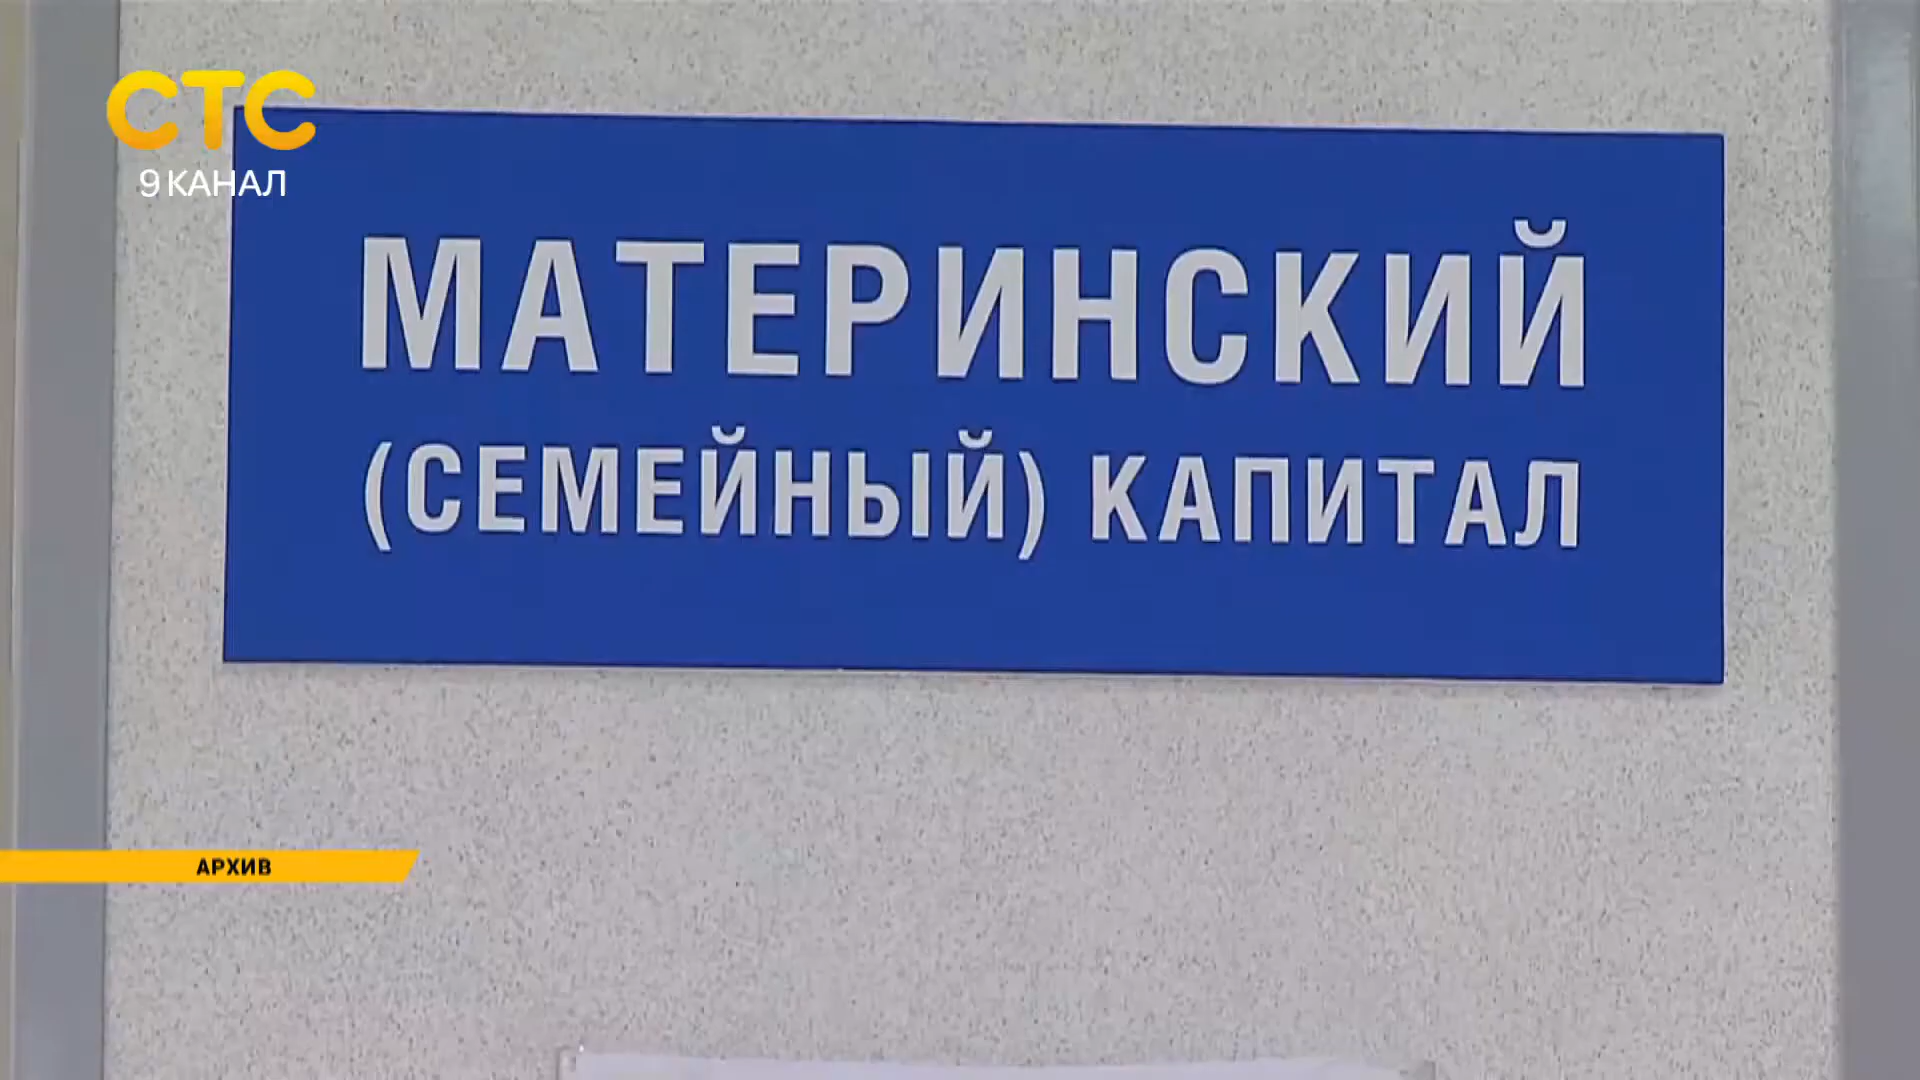 СТС
9 КАНАЛ
МАТЕРИНСКИЙ
(СЕМЕЙНЫЙ) КАПИТАЛ
АРХИВ